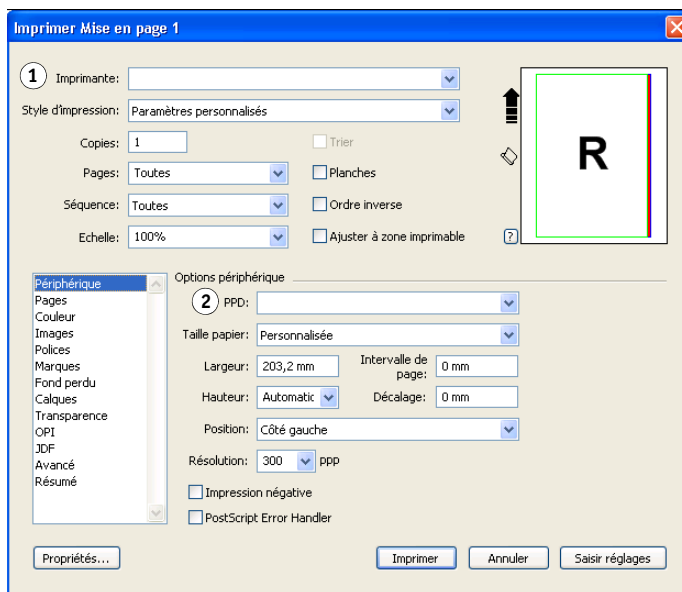 Imprimer Mise en page 1
1 Imprimante:
Style d'impression: Paramètres personnalisés
Copies: 1 Trier
Pages: Toutes Planches
Séquence: Toutes Ordre inverse
Echelle: 100% Ajuster à zone imprimable ?
R
Périphérique
Pages
Couleur
Images
Polices
Marques
Fond perdu
Calques
Transparence
OPI
JDF
Avancé
Résumé
Options périphérique
2 PPD:
Taille papier: Personnalisée
Largeur: 203,2 mm Intervalle de page: 0 mm
Hauteur: Automatic Décalage: 0 mm
Position: Côté gauche
Résolution: 300 ppp
Impression négative
PostScript Error Handler
Propriétés... Imprimer Annuler Saisir réglages